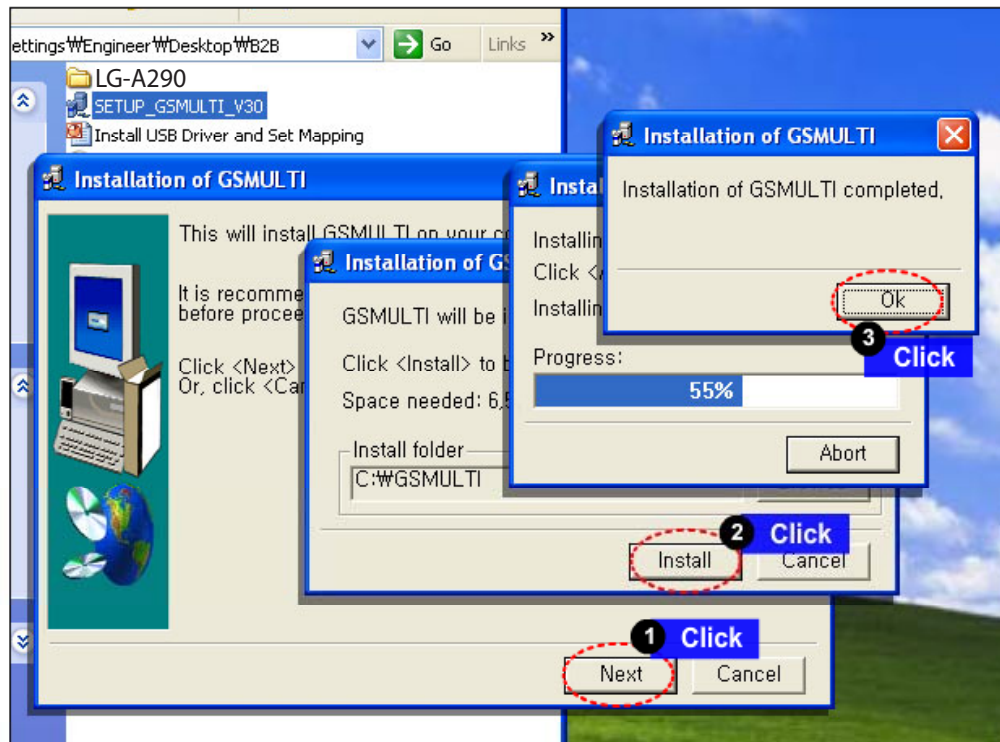 ettings₩Engineer₩Desktop₩B2B
Go
Links
LG-A290
SETUP_GSMULTI_V30
Install USB Driver and Set Mapping
Installation of GSMULTI
This will install GSMULTI on your
It is recomme
before procee
Click <Next>
Or, click <Ca
1 Click
Next
Cancel
Installation of
GSMULTI will be
Click <Install> to
Space needed: 6,
Install folder
C:₩GSMULTI
2 Click
Install
Cancel
Insta
Installin
Click <
Installin
Progress:
55%
Abort
Installation of GSMULTI
Installation of GSMULTI completed,
Ok
3 Click